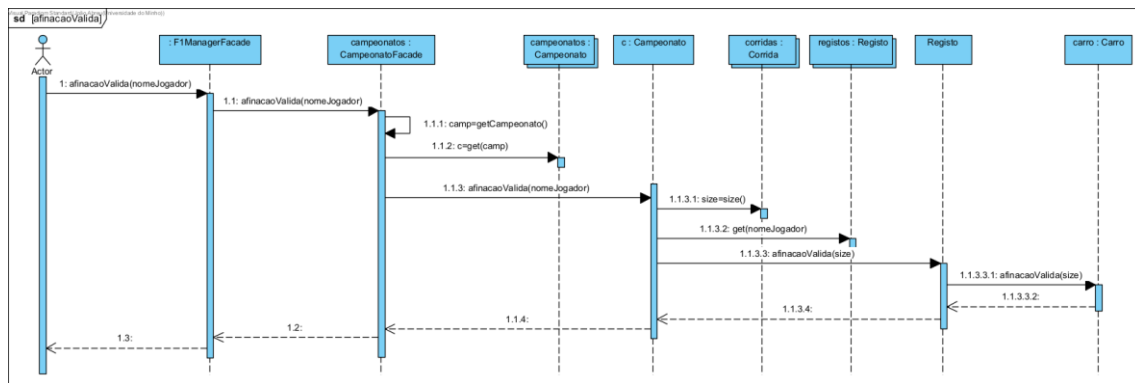 sd [afinacaoValida]
Actor
: F1ManagerFacade
campeonatos :
CampeonatoFacade
campeonatos :
Campeonato
c : Campeonato
corridas :
Corrida
registos : Registo
Registo
carro : Carro
1: afinacaoValida(nomeJogador)
1.1: afinacaoValida(nomeJogador)
1.1.1: camp=getCampeonato()
1.1.2: c=get(camp)
1.1.3: afinacaoValida(nomeJogador)
1.1.3.1: size=size()
1.1.3.2: get(nomeJogador)
1.1.3.3: afinacaoValida(size)
1.1.3.3.1: afinacaoValida(size)
1.1.3.3.2:
1.1.3.4:
1.1.4:
1.2:
1.3: